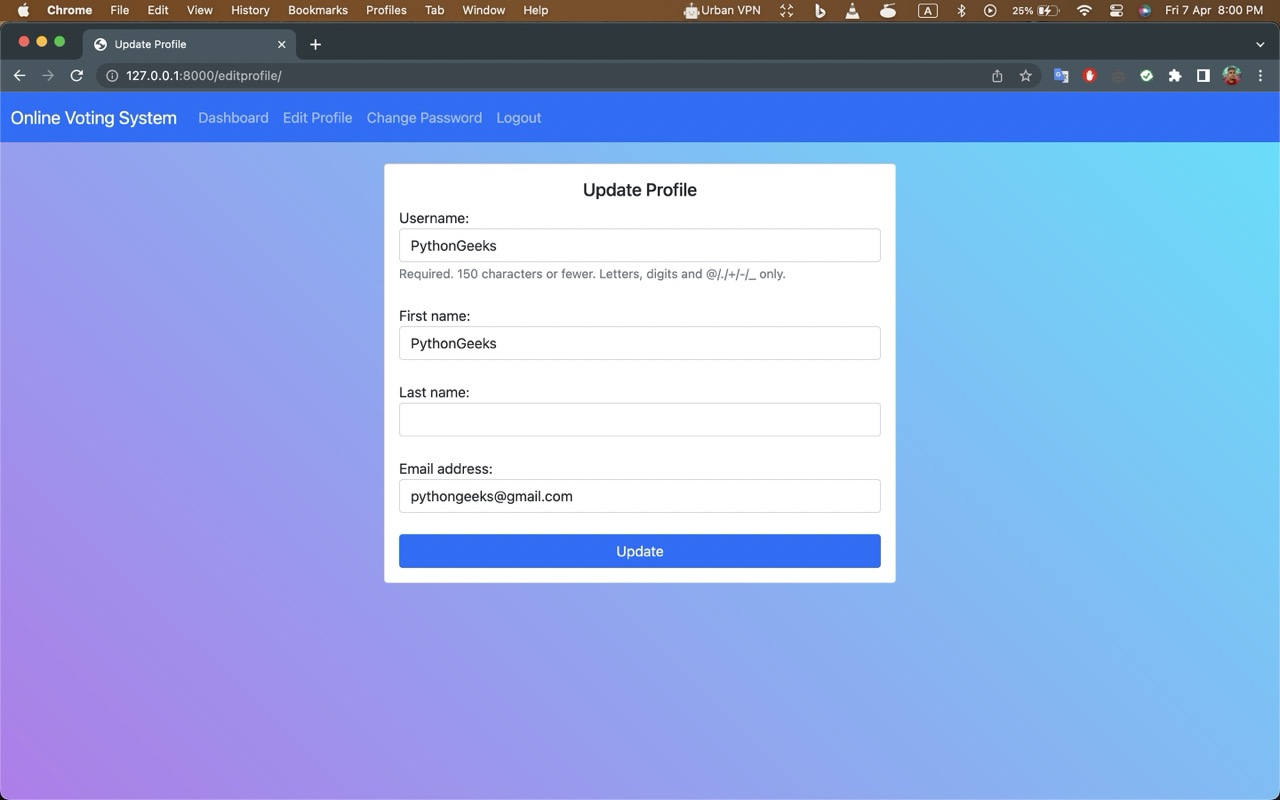 Chrome File Edit View History Bookmarks Profiles Tab Window Help Urban VPN A 25% Fri 7 Apr 8:00 PM
Update Profile
127.0.0.1:8000/editprofile/
Online Voting System Dashboard Edit Profile Change Password Logout
Update Profile
Username:
PythonGeeks
Required. 150 characters or fewer. Letters, digits and @/./+/-/_ only.
First name:
PythonGeeks
Last name:
Email address:
pythongeeks@gmail.com
Update